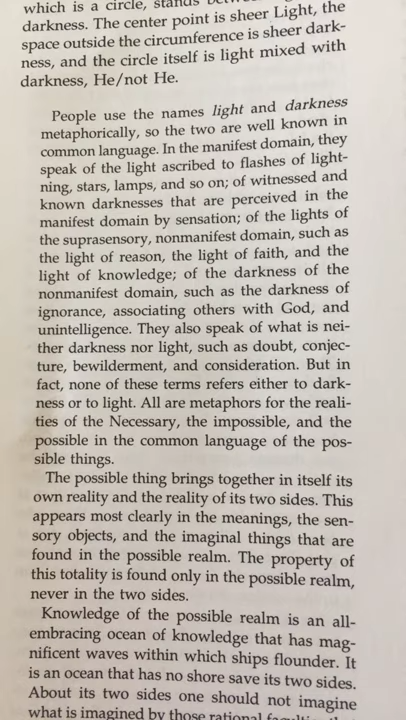 which is a circle, stands
darkness. The center point is sheer Light, the
space outside the circumference is sheer dark-
ness, and the circle itself is light mixed with
darkness, He/not He.
People use the names light and darkness
metaphorically, so the two are well known in
common language. In the manifest domain, they
speak of the light ascribed to flashes of light-
ning, stars, lamps, and so on; of witnessed and
known darknesses that are perceived in the
manifest domain by sensation; of the lights of
the suprasensory, nonmanifest domain, such as
the light of reason, the light of faith, and the
light of knowledge; of the darkness of the
nonmanifest domain, such as the darkness of
ignorance, associating others with God, and
unintelligence. They also speak of what is nei-
ther darkness nor light, such as doubt, conjec-
ture, bewilderment, and consideration. But in
fact, none of these terms refers either to dark-
ness or to light. All are metaphors for the reali-
ties of the Necessary, the impossible, and the
possible in the common language of the pos-
sible things.
The possible thing brings together in itself its
own reality and the reality of its two sides. This
appears most clearly in the meanings, the sen-
sory objects, and the imaginal things that are
found in the possible realm. The property of
this totality is found only in the possible realm,
never in the two sides.
Knowledge of the possible realm is an all-
embracing ocean of knowledge that has mag-
nificent waves within which ships flounder. It
is an ocean that has no shore save its two sides.
About its two sides one should not imagine
what is imagined by those rational